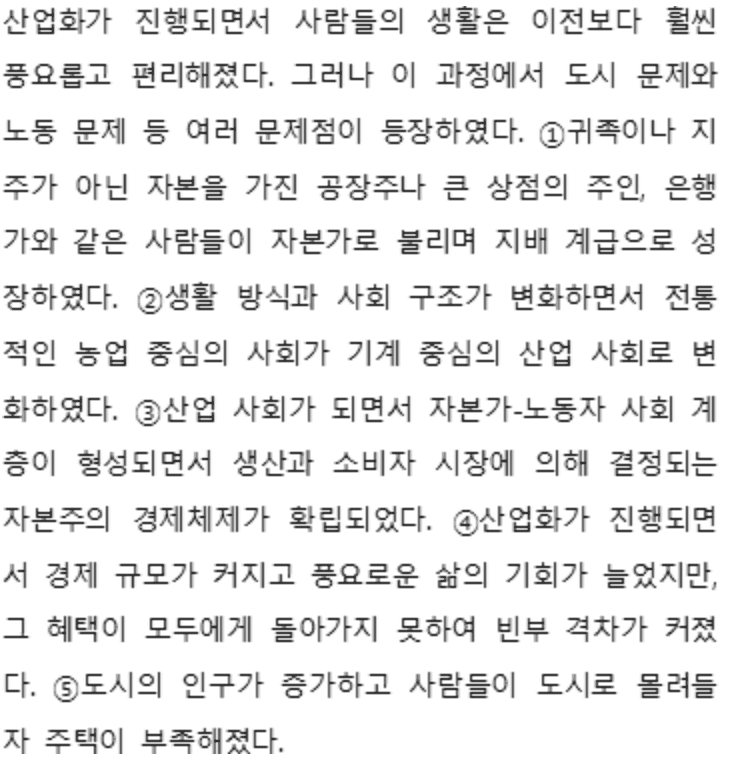 산업화가 진행되면서 사람들의 생활은 이전보다 훨씬
풍요롭고 편리해졌다. 그러나 이 과정에서 도시 문제와
노동 문제 등 여러 문제점이 등장하였다. ①귀족이나 지
주가 아닌 자본을 가진 공장주나 큰 상점의 주인, 은행
가와 같은 사람들이 자본가로 불리며 지배 계급으로 성
장하였다. ②생활 방식과 사회 구조가 변화하면서 전통
적인 농업 중심의 사회가 기계 중심의 산업 사회로 변
화하였다. ③산업 사회가 되면서 자본가-노동자 사회 계
층이 형성되면서 생산과 소비자 시장에 의해 결정되는
자본주의 경제체제가 확립되었다. ④산업화가 진행되면
서 경제 규모가 커지고 풍요로운 삶의 기회가 늘었지만,
그 혜택이 모두에게 돌아가지 못하여 빈부 격차가 커졌
다. ⑤도시의 인구가 증가하고 사람들이 도시로 몰려들
자 주택이 부족해졌다.